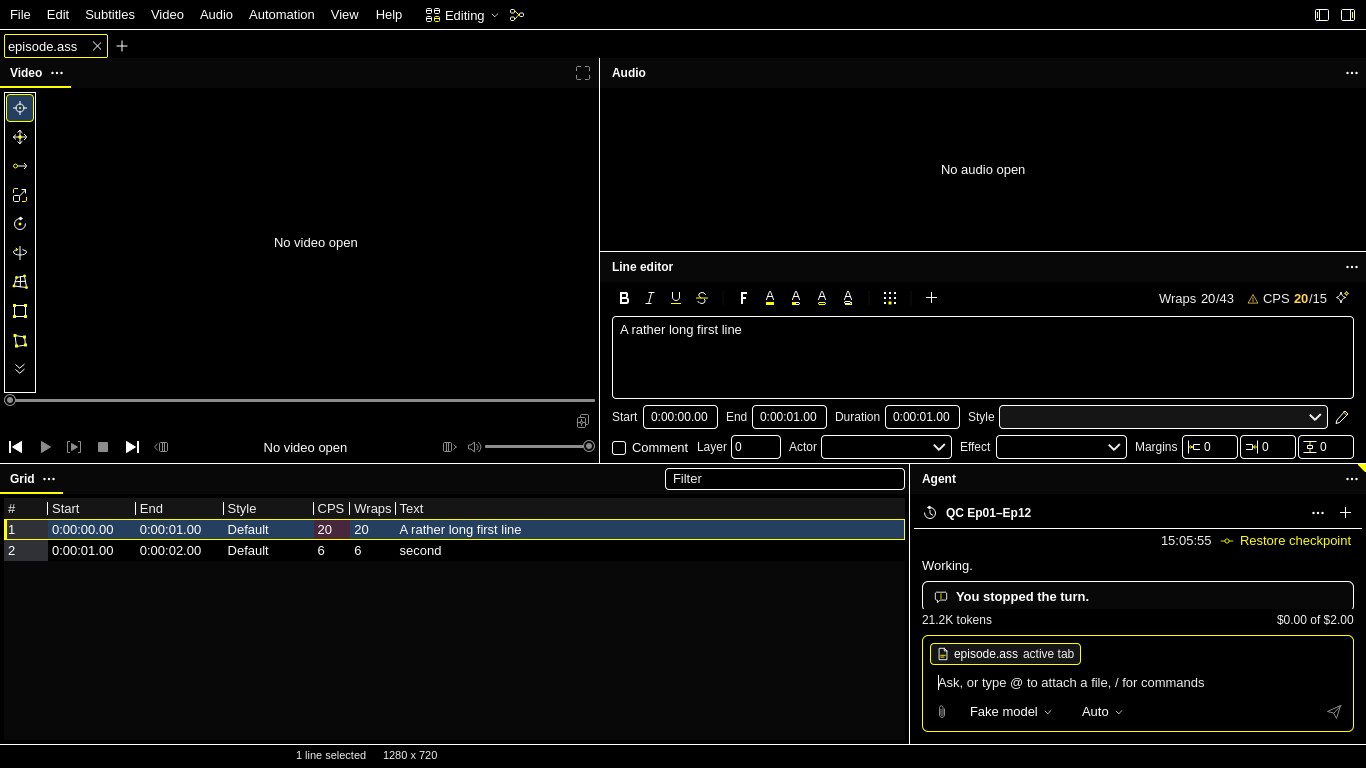 File Edit Subtitles Video Audio Automation View Help Editing
episode.ass
Video
Audio
No video open
No audio open
Line editor
B I U S F A A A A Wraps 20/43 CPS 20/15
A rather long first line
Start 0:00:00.00 End 0:00:01.00 Duration 0:00:01.00 Style
No video open
Comment Layer 0 Actor Effect Margins 0 0 0
Grid Filter
# Start End Style CPS Wraps Text
1 0:00:00.00 0:00:01.00 Default 20 20 A rather long first line
2 0:00:01.00 0:00:02.00 Default 6 6 second
Agent
QC Ep01–Ep12
15:05:55 Restore checkpoint
Working.
You stopped the turn.
21.2K tokens $0.00 of $2.00
episode.ass active tab
Ask, or type @ to attach a file, / for commands
Fake model Auto
1 line selected 1280 x 720